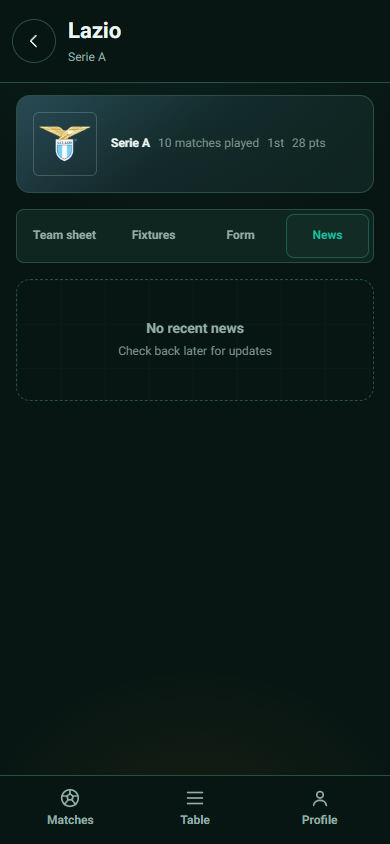 Lazio
Serie A
Serie A 10 matches played 1st 28 pts
Team sheet Fixtures Form News
No recent news
Check back later for updates
Matches Table Profile